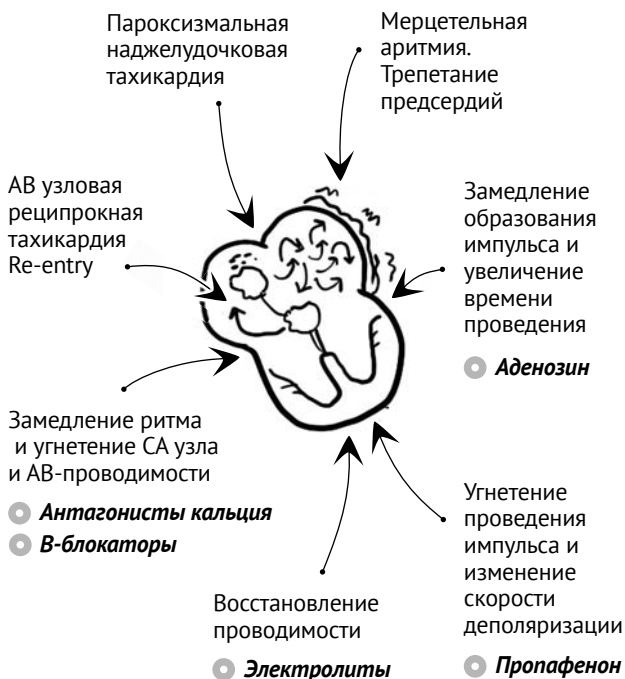 Пароксизмальная
наджелудочковая
тахикардия
Мерцетельная
аритмия.
Трепетание
предсердий
АВ узловая
реципрокная
тахикардия
Re-entry
Замедление
образования
импульса и
увеличение
времени
проведения
Аденозин
Замедление ритма
и угнетение СА узла
и АВ-проводимости
Антагонисты кальция
В-блокаторы
Восстановление
проводимости
Электролиты
Угнетение
проведения
импульса и
изменение
скорости
деполяризации
Пропафенон